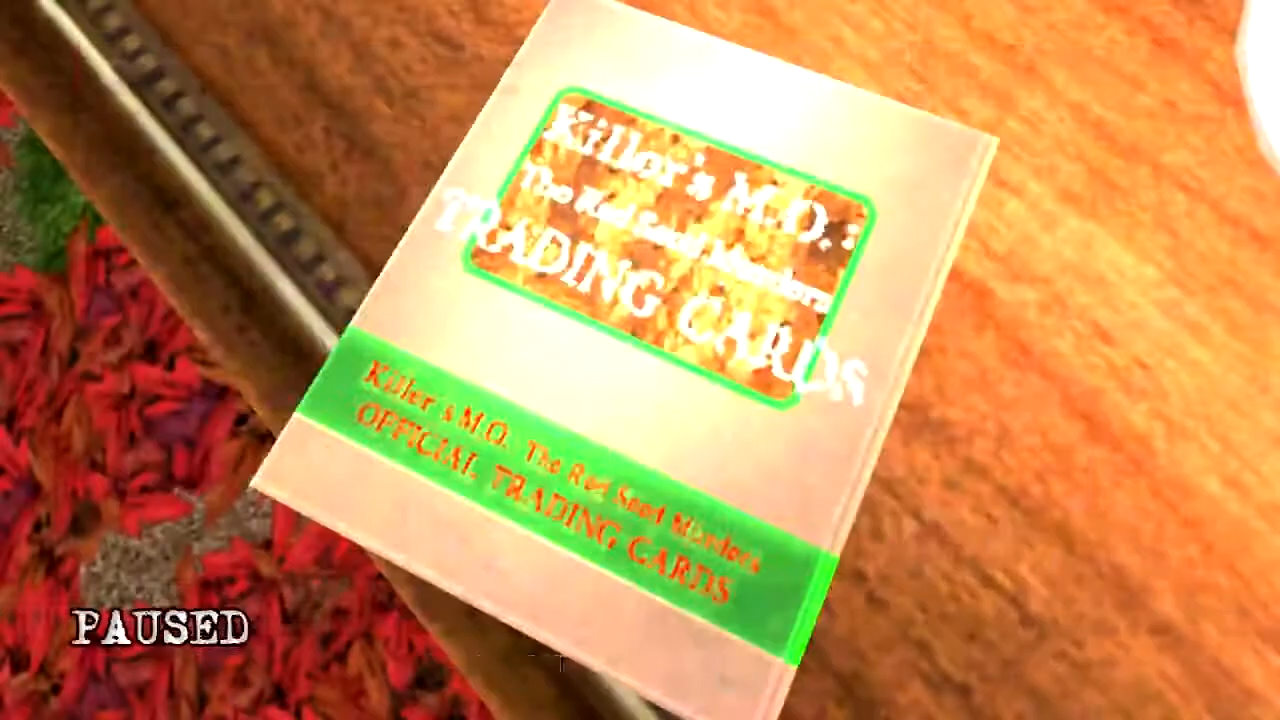 Killer's M.O.:
The Red Seed Murders
TRADING CARDS
Killer's M.O. The Red Seed Murders
OFFICIAL TRADING CARDS
PAUSED